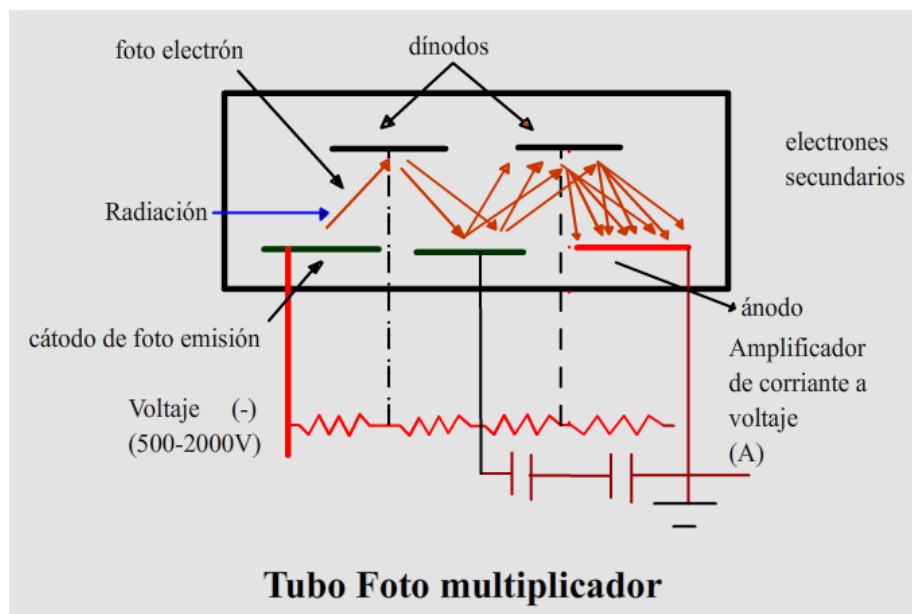 foto electrón
dínodos
electrones
secundarios
Radiación
ánodo
cátodo de foto emisión
Amplificador
de corriante a
voltaje
(A)
Voltaje (-)
(500-2000V)
Tubo Foto multiplicador